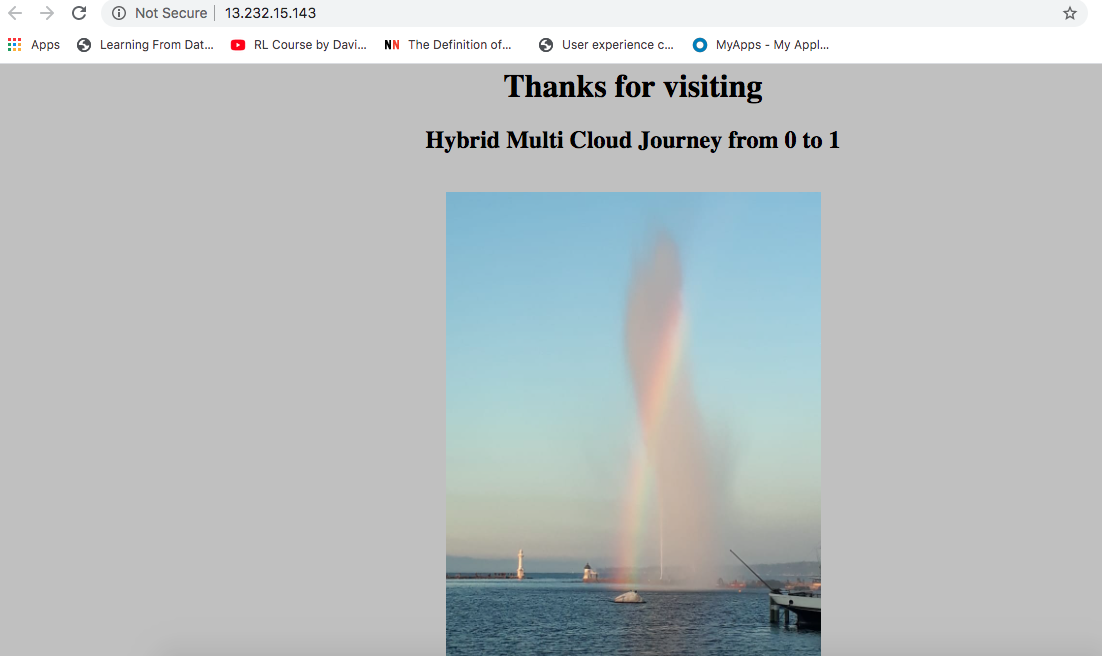 Not Secure 13.232.15.143
Apps Learning From Dat... RL Course by Davi... NN The Definition of... User experience c... MyApps - My Appl...
Thanks for visiting
Hybrid Multi Cloud Journey from 0 to 1